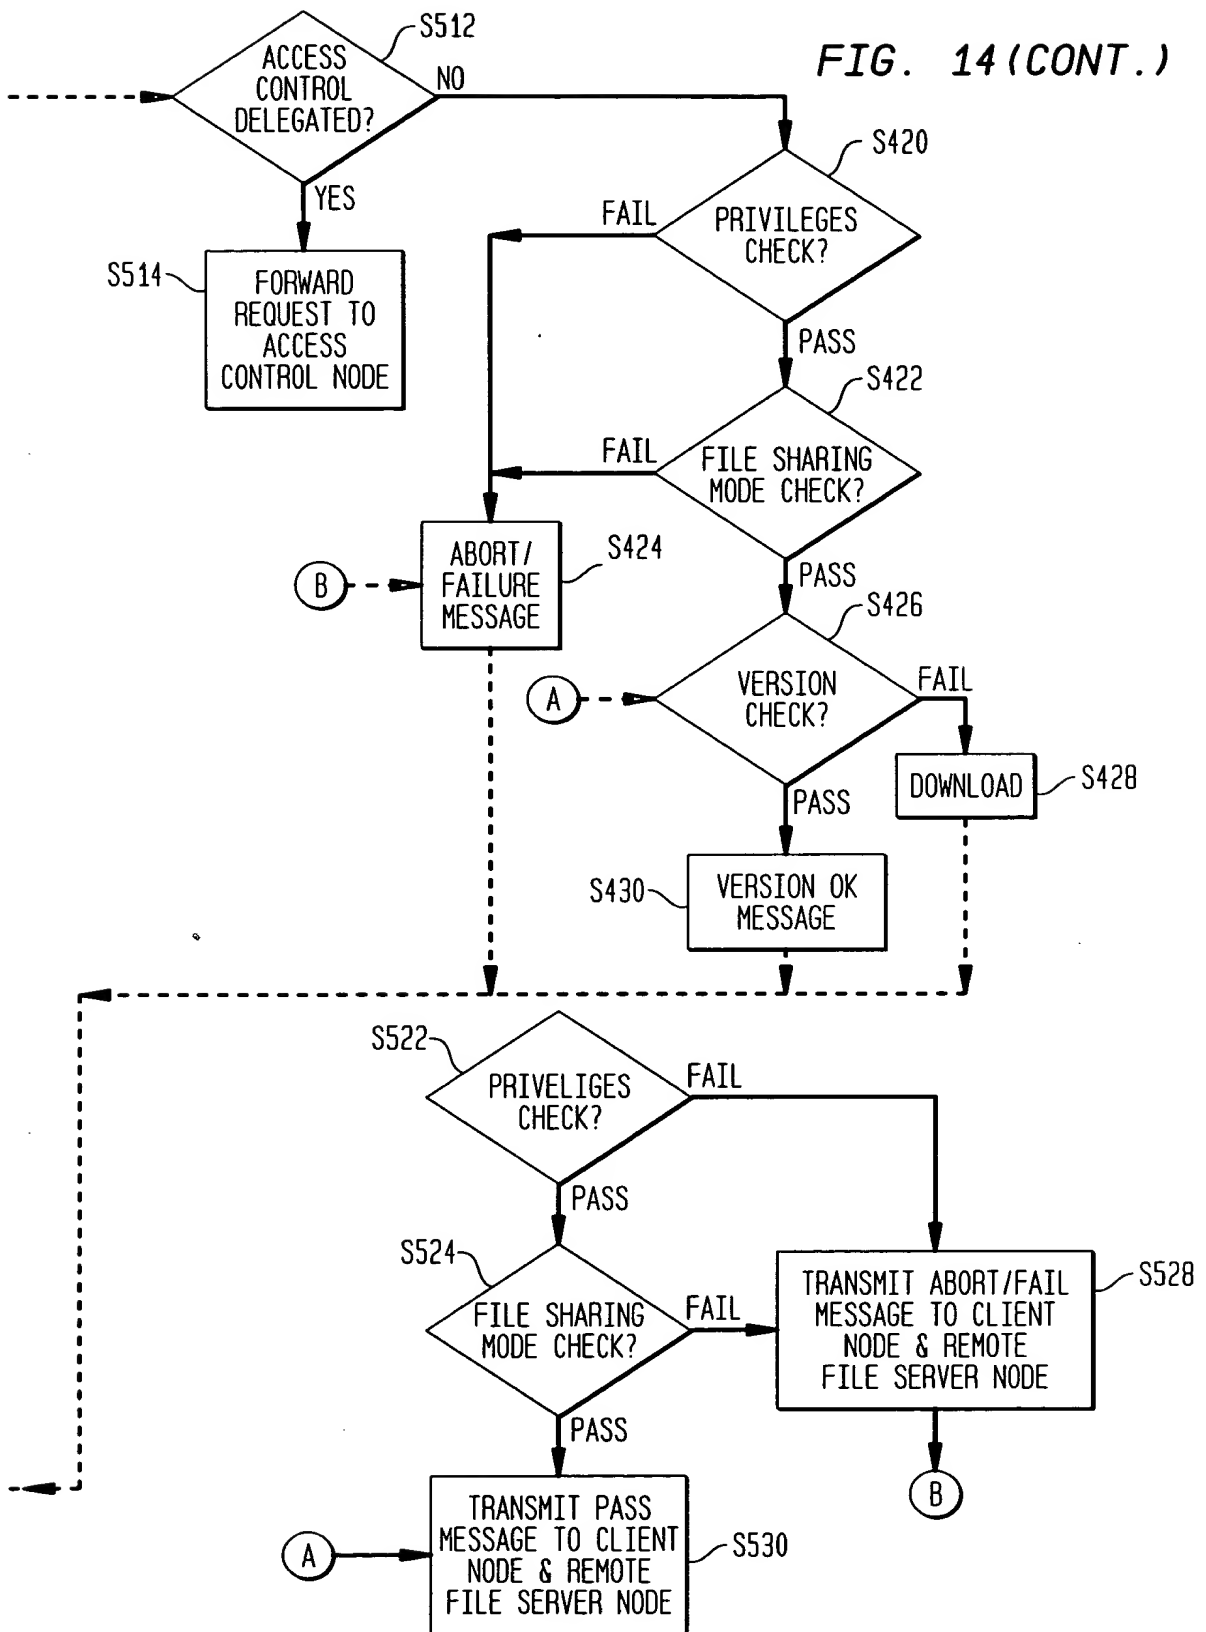 FIG. 14 (CONT.)
S512
ACCESS
CONTROL
DELEGATED?
NO
YES
S514
FORWARD
REQUEST TO
ACCESS
CONTROL NODE
S420
PRIVILEGES
CHECK?
FAIL
PASS
S422
FILE SHARING
MODE CHECK?
FAIL
PASS
S424
ABORT/
FAILURE
MESSAGE
B
S426
VERSION
CHECK?
A
FAIL
PASS
DOWNLOAD
S428
S430
VERSION OK
MESSAGE
S522
PRIVELIGES
CHECK?
FAIL
PASS
S524
FILE SHARING
MODE CHECK?
FAIL
PASS
S528
TRANSMIT ABORT/FAIL
MESSAGE TO CLIENT
NODE & REMOTE
FILE SERVER NODE
B
A
TRANSMIT PASS
MESSAGE TO CLIENT
NODE & REMOTE
FILE SERVER NODE
S530